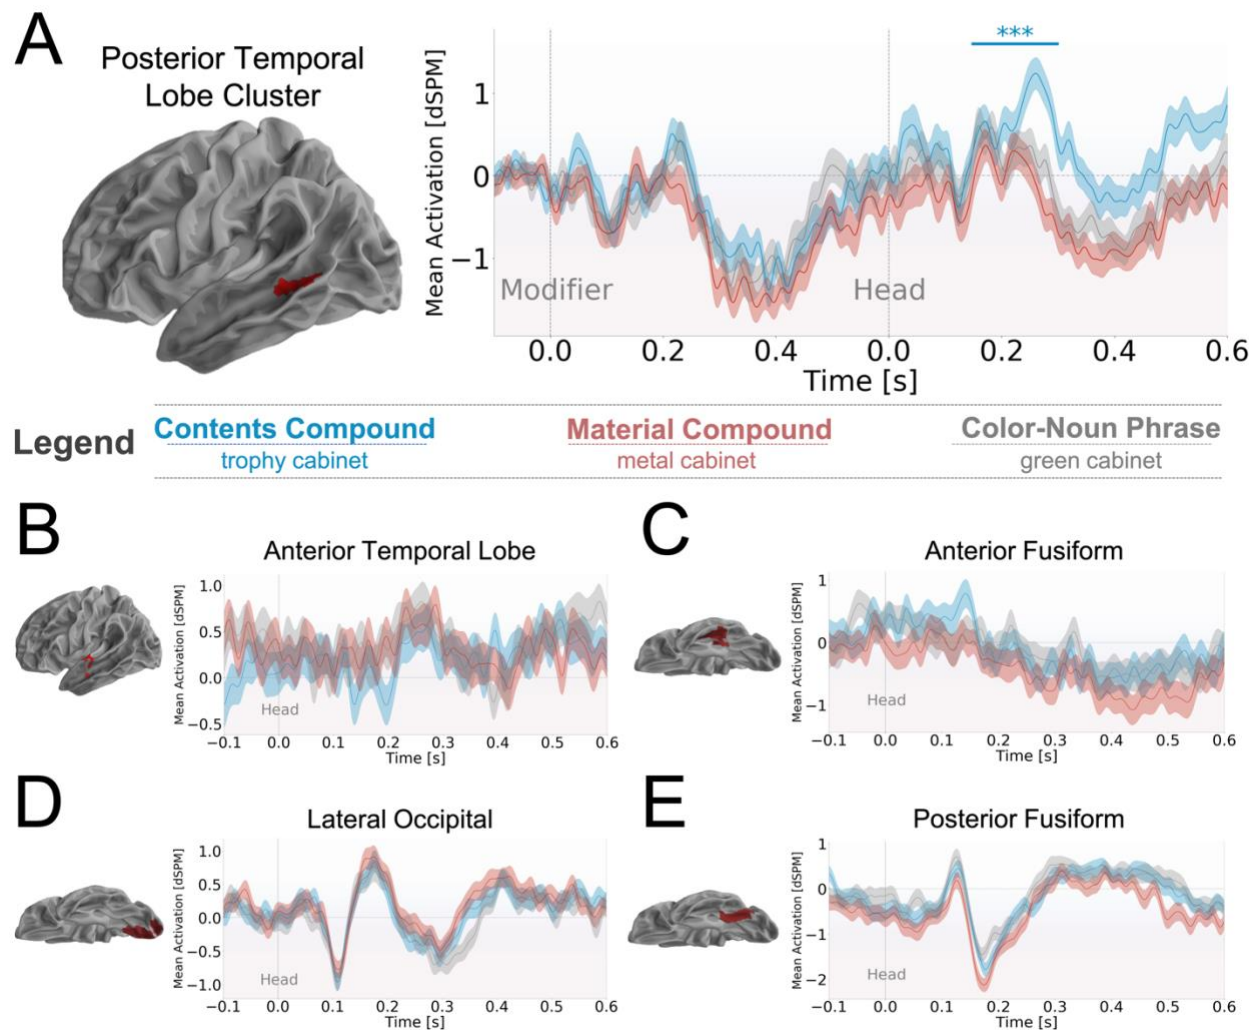 A
Posterior Temporal
Lobe Cluster
Mean Activation [dSPM]
1
0
−1
***
Modifier
Head
0.0 0.2 0.4 0.0 0.2 0.4 0.6
Time [s]
Legend
Contents Compound
trophy cabinet
Material Compound
metal cabinet
Color-Noun Phrase
green cabinet
B
Anterior Temporal Lobe
Mean Activation [dSPM]
1.0
0.5
0.0
−0.5
Head
−0.1 0.0 0.1 0.2 0.3 0.4 0.5 0.6
Time [s]
C
Anterior Fusiform
Mean Activation [dSPM]
1
0
−1
Head
−0.1 0.0 0.1 0.2 0.3 0.4 0.5 0.6
Time [s]
D
Lateral Occipital
Mean Activation [dSPM]
1.0
0.5
0.0
−0.5
−1.0
Head
−0.1 0.0 0.1 0.2 0.3 0.4 0.5 0.6
Time [s]
E
Posterior Fusiform
Mean Activation [dSPM]
1
0
−1
−2
Head
−0.1 0.0 0.1 0.2 0.3 0.4 0.5 0.6
Time [s]